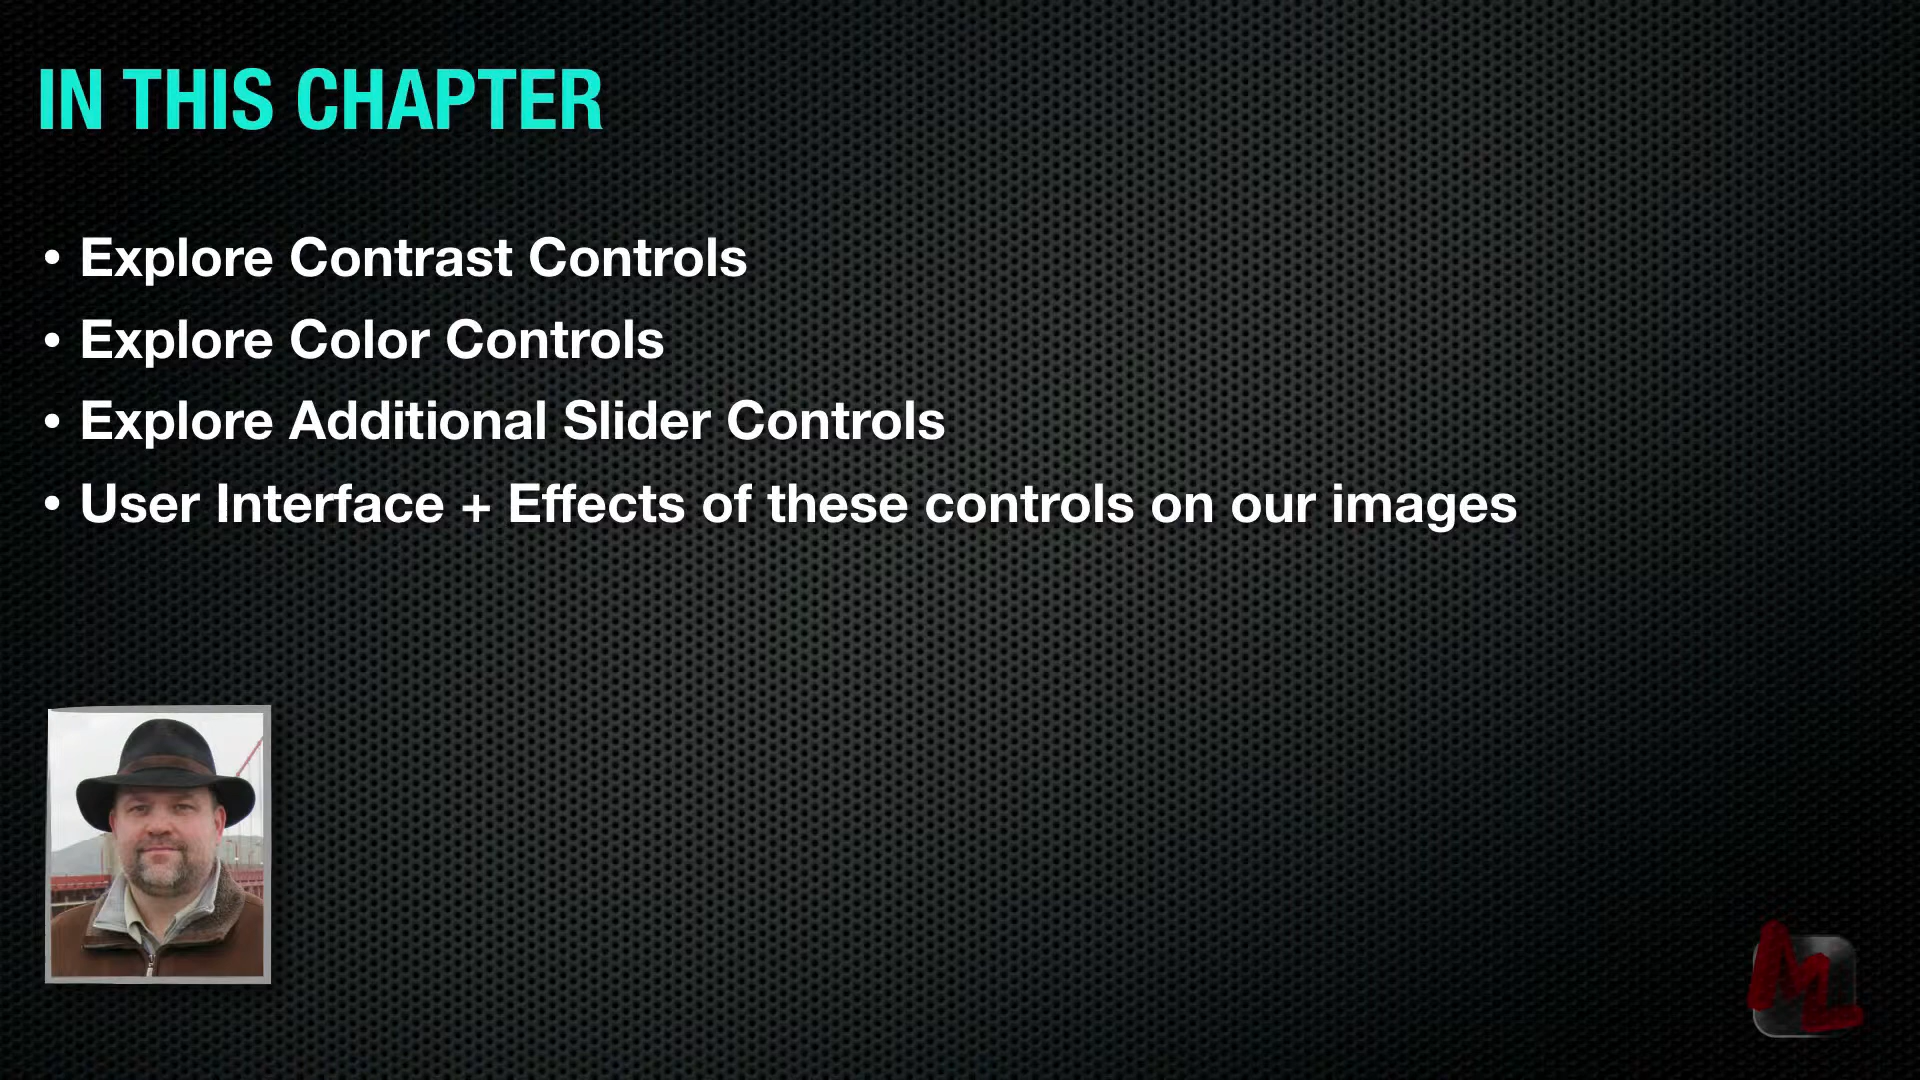 IN THIS CHAPTER
• Explore Contrast Controls
• Explore Color Controls
• Explore Additional Slider Controls
• User Interface + Effects of these controls on our images
ML